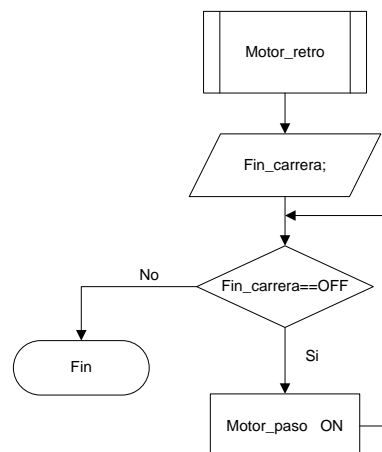 Motor_retro
Fin_carrera;
Fin_carrera==OFF
No
Fin
Si
Motor_paso ON